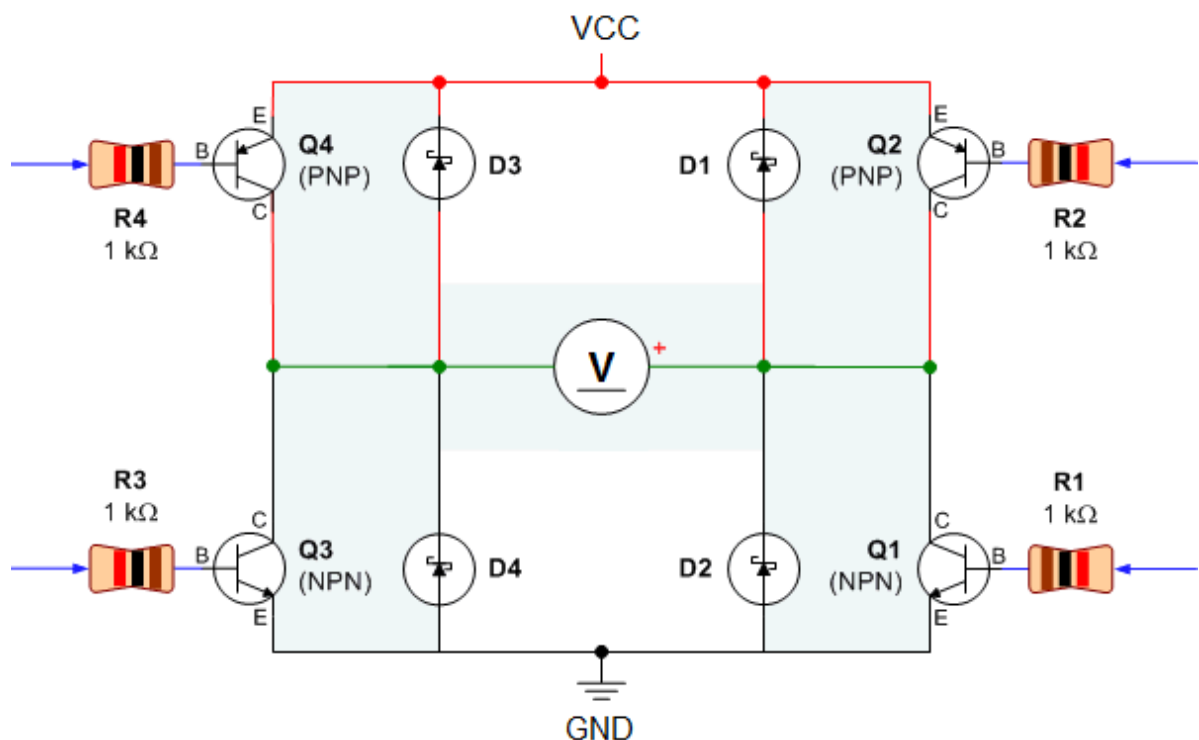 VCC
E
B
Q4
(PNP)
C
R4
1 kΩ
D3
D1
E
Q2
(PNP)
B
C
R2
1 kΩ
V
+
R3
1 kΩ
C
B
Q3
(NPN)
E
D4
D2
C
Q1
(NPN)
B
E
R1
1 kΩ
GND